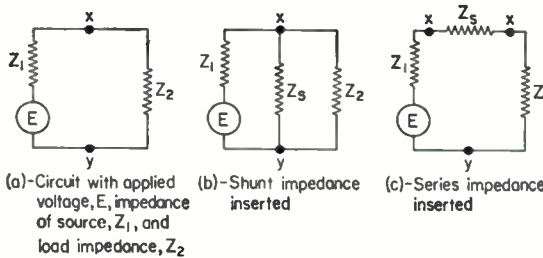 x
Z1
Z2
E
y
(a)-Circuit with applied
voltage, E, impedance
of source, Z1, and
load impedance, Z2
x
Z1
ZS
Z2
E
y
(b)-Shunt impedance
inserted
x
ZS
x
Z1
Z
E
y
(c)-Series impedance
inserted